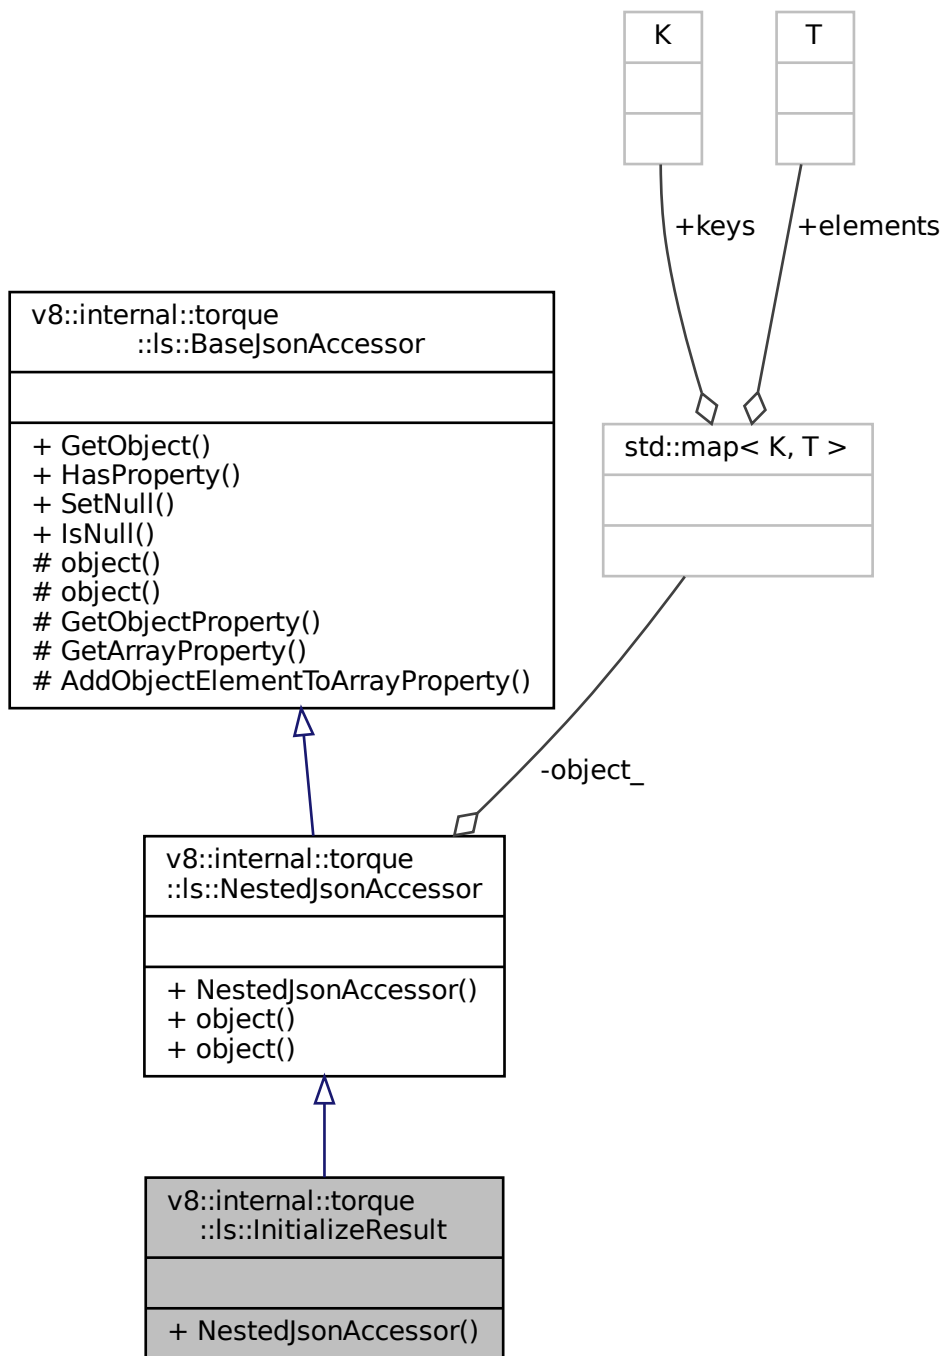 K
T
+keys
+elements
v8::internal::torque
::ls::BaseJsonAccessor
+ GetObject()
+ HasProperty()
+ SetNull()
+ IsNull()
# object()
# object()
# GetObjectProperty()
# GetArrayProperty()
# AddObjectElementToArrayProperty()
std::map< K, T >
-object_
v8::internal::torque
::ls::NestedJsonAccessor
+ NestedJsonAccessor()
+ object()
+ object()
v8::internal::torque
::ls::InitializeResult
+ NestedJsonAccessor()